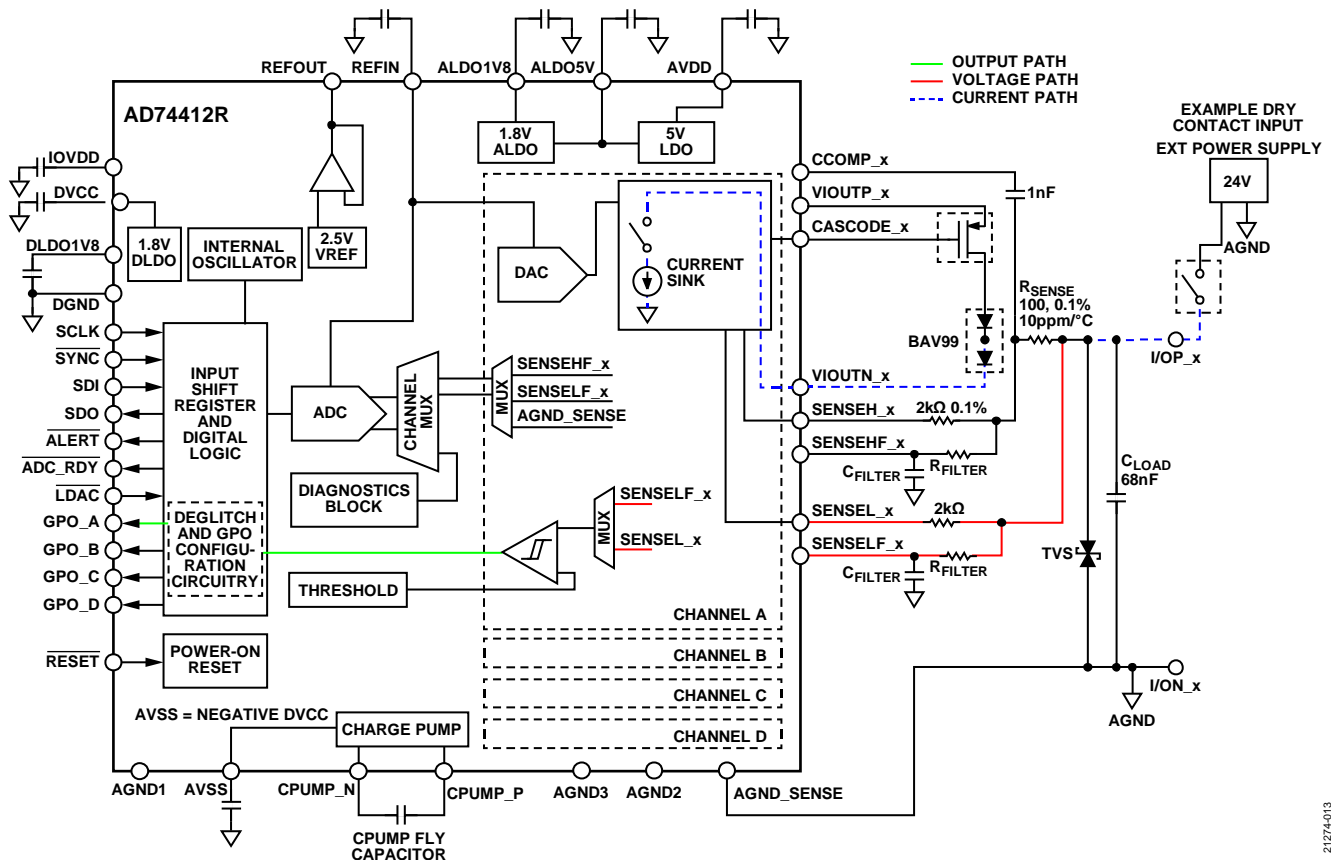 REFOUT
REFIN
ALDO1V8
ALDO5V
AVDD
OUTPUT PATH
VOLTAGE PATH
CURRENT PATH
AD74412R
EXAMPLE DRY
CONTACT INPUT
EXT POWER SUPPLY
24V
AGND
1.8V
ALDO
5V
LDO
IOVDD
DVCC
DLDO1V8
DGND
SCLK
SYNC
SDI
SDO
ALERT
ADC_RDY
LDAC
GPO_A
GPO_B
GPO_C
GPO_D
RESET
1.8V
DLDO
INTERNAL
OSCILLATOR
2.5V
VREF
INPUT
SHIFT
REGISTER
AND
DIGITAL
LOGIC
DEGLITCH
AND GPO
CONFIGU-
RATION
CIRCUITRY
POWER-ON
RESET
ADC
CHANNEL
MUX
DIAGNOSTICS
BLOCK
THRESHOLD
DAC
CURRENT
SINK
MUX
SENSEHF_x
SENSELF_x
AGND_SENSE
MUX
SENSELF_x
SENSEL_x
CHANNEL A
CHANNEL B
CHANNEL C
CHANNEL D
CCOMP_x
VIOUTP_x
CASCODE_x
VIOUTN_x
SENSEH_x
SENSEHF_x
SENSEL_x
SENSELF_x
1nF
BAV99
RSENSE
100, 0.1%
10ppm/°C
I/OP_x
2kΩ 0.1%
CFILTER
RFILTER
2kΩ
CFILTER
RFILTER
TVS
CLOAD
68nF
I/ON_x
AGND
AVSS = NEGATIVE DVCC
CHARGE PUMP
AGND1
AVSS
CPUMP_N
CPUMP_P
AGND3
AGND2
AGND_SENSE
CPUMP FLY
CAPACITOR
21274-013